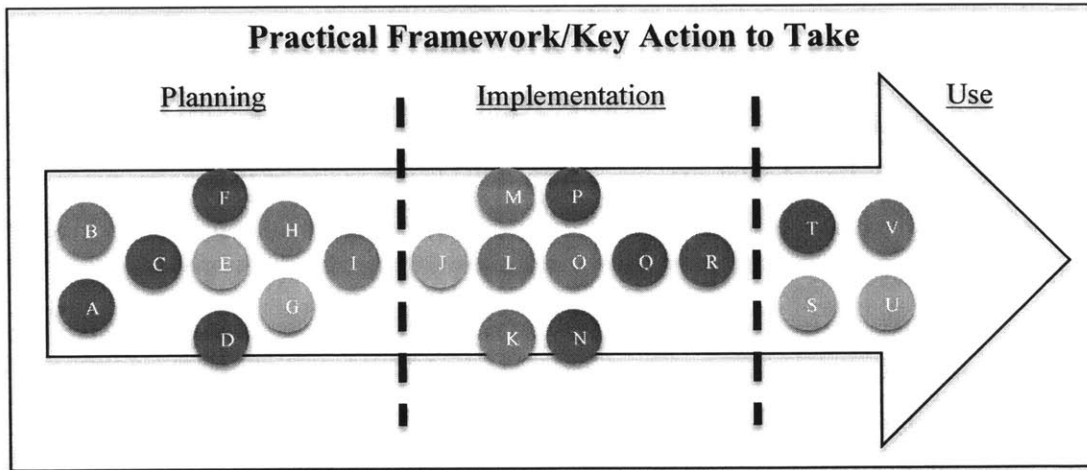 Practical Framework/Key Action to Take
Planning Implementation Use
F M P
B H T V
C E I J L O Q R
A G S U
D K N